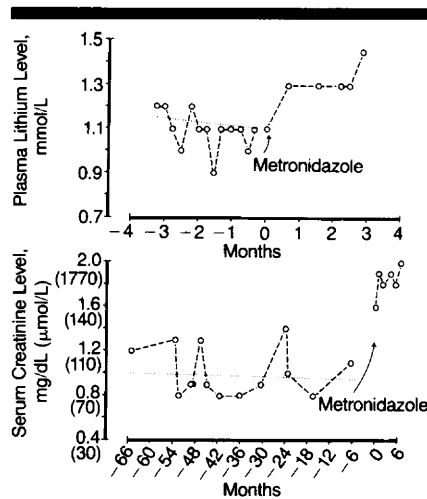 Plasma Lithium Level,
mmol/L
1.5
1.3
1.1
0.9
0.7
Metronidazole
−4 −3 −2 −1 0 1 2 3 4
Months
Serum Creatinine Level,
mg/dL (μmol/L)
2.0
(1770)
1.6
(140)
1.2
(110)
0.8
(70)
0.4
(30)
Metronidazole
−66 −60 −54 −48 −42 −36 −30 −24 −18 −12 −6 0 6
Months